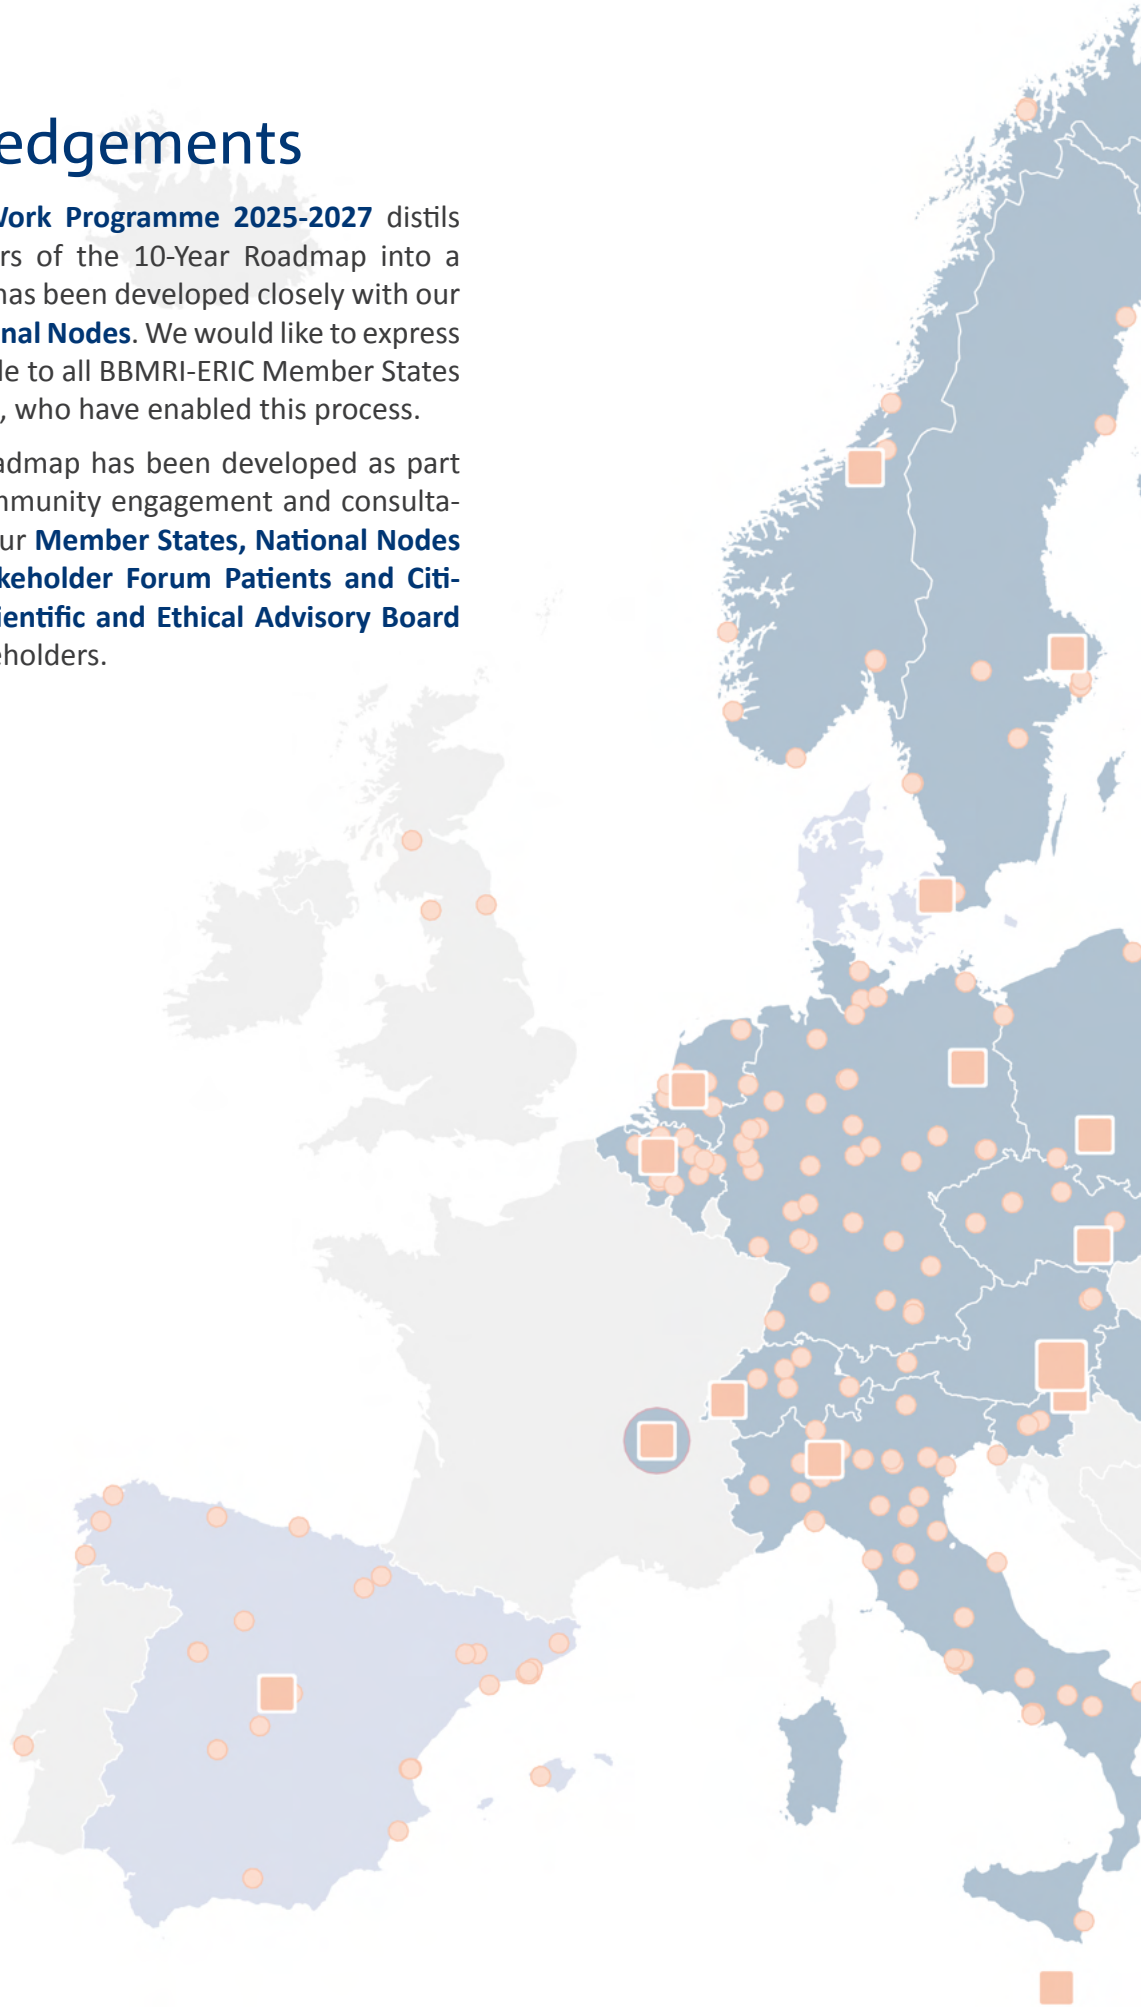 edgements
Work Programme 2025-2027 distils
rs of the 10-Year Roadmap into a
has been developed closely with our
nal Nodes. We would like to express
le to all BBMRI-ERIC Member States
, who have enabled this process.
admap has been developed as part
mmunity engagement and consulta-
ur Member States, National Nodes
keholder Forum Patients and Citi-
ientific and Ethical Advisory Board
eholders.